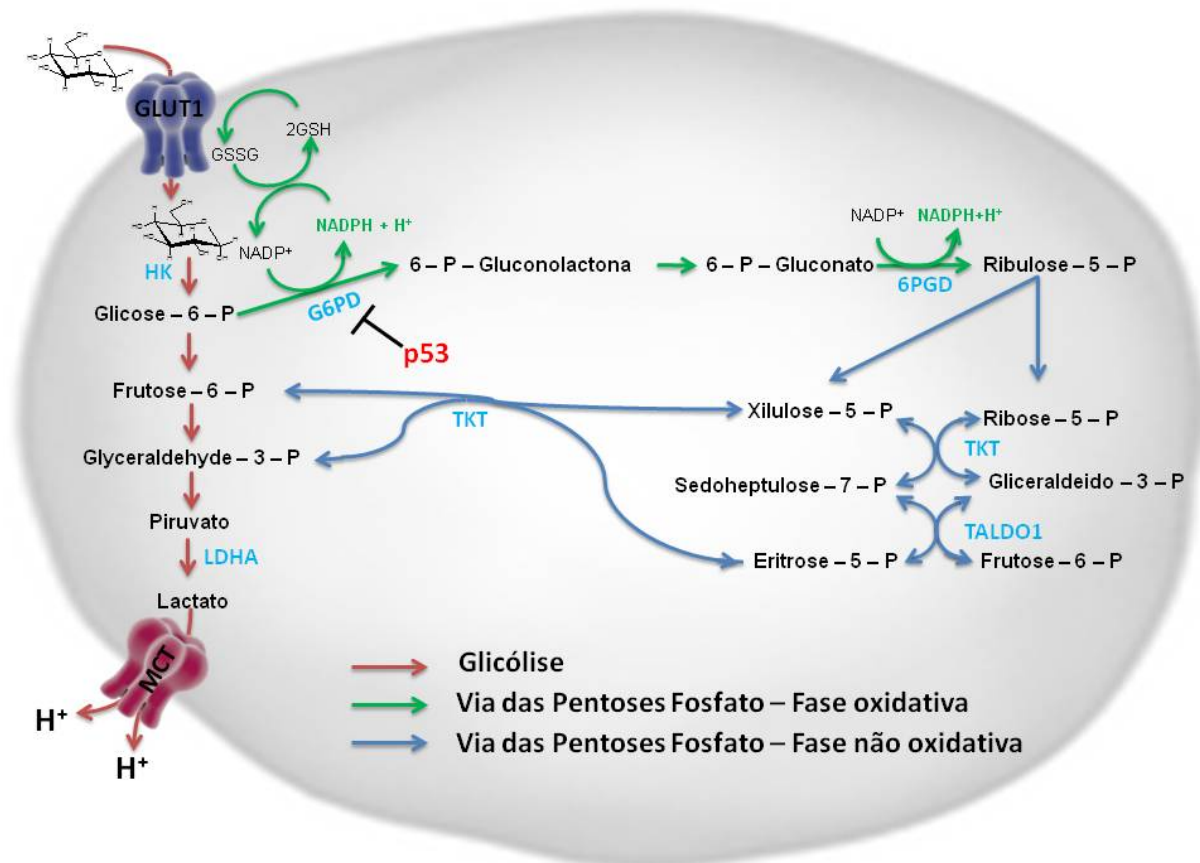 GLUT1
2GSH
GSSG
NADP⁺
NADPH + H⁺
HK
Glicose – 6 – P
G6PD
6 – P – Gluconolactona
6 – P – Gluconato
NADP⁺
NADPH+H⁺
6PGD
Ribulose – 5 – P
p53
Frutose – 6 – P
TKT
Xilulose – 5 – P
Ribose – 5 – P
TKT
Glyceraldehyde – 3 – P
Sedoheptulose – 7 – P
Gliceraldeido – 3 – P
Piruvato
TALDO1
LDHA
Eritrose – 5 – P
Frutose – 6 – P
Lactato
MCT
H⁺
H⁺
Glicólise
Via das Pentoses Fosfato – Fase oxidativa
Via das Pentoses Fosfato – Fase não oxidativa